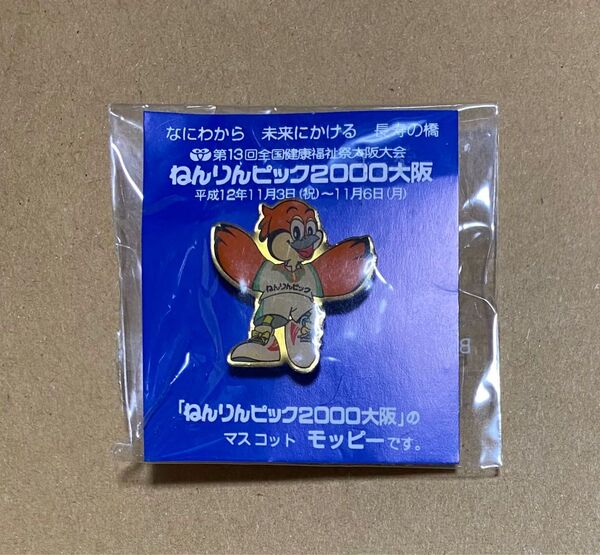 なにわから 未来にかける 長寿の橋
第13回全国健康福祉祭大阪大会
ねんりんピック2000大阪
平成12年11月3日(祝)～11月6日(月)
ねんりんピック
「ねんりんピック2000大阪」の
マスコット モッピーです。